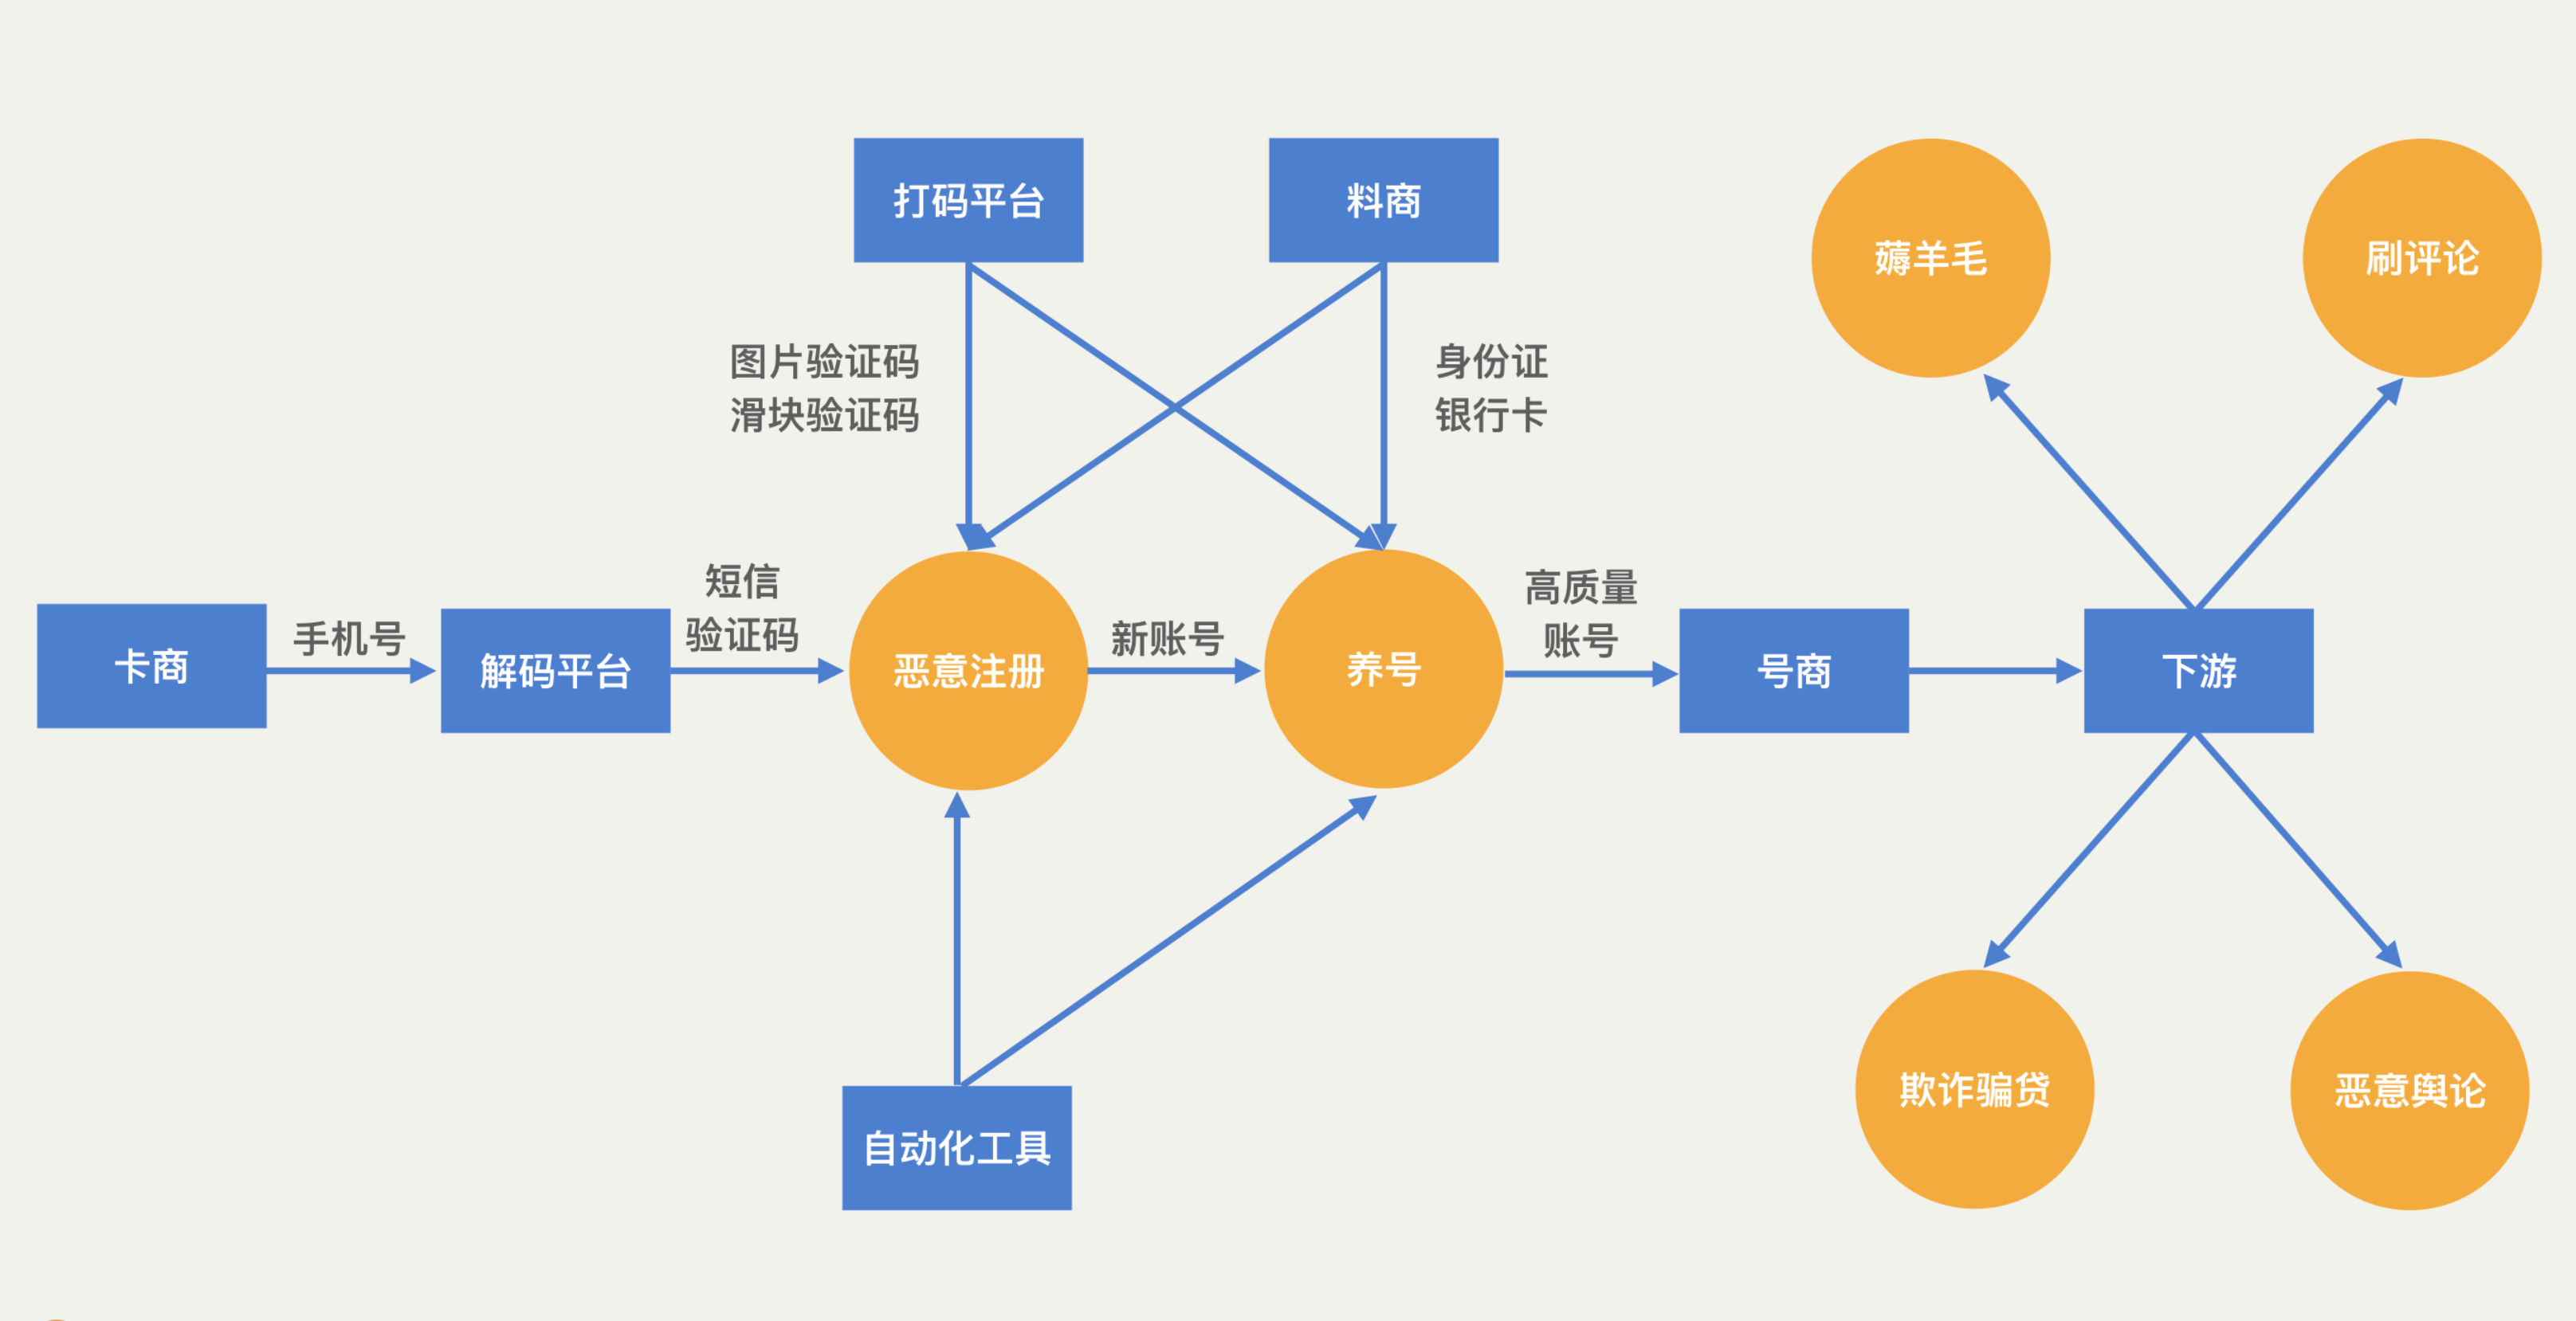 打码平台
料商
薅羊毛
刷评论
图片验证码
滑块验证码
身份证
银行卡
卡商
手机号
解码平台
短信
验证码
恶意注册
新账号
养号
高质量
账号
号商
下游
自动化工具
欺诈骗贷
恶意舆论